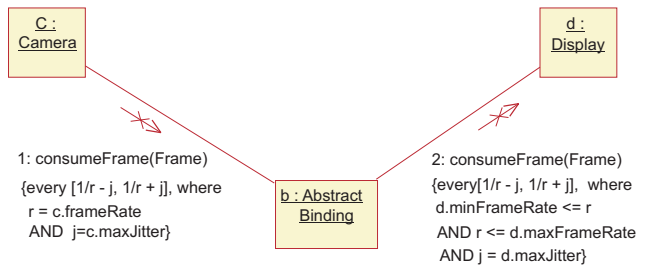 C :
Camera
d :
Display
1: consumeFrame(Frame)
{every [1/r - j, 1/r + j], where
r = c.frameRate
AND j=c.maxJitter}
b : Abstract
Binding
2: consumeFrame(Frame)
{every[1/r - j, 1/r + j], where
d.minFrameRate <= r
AND r <= d.maxFrameRate
AND j = d.maxJitter}